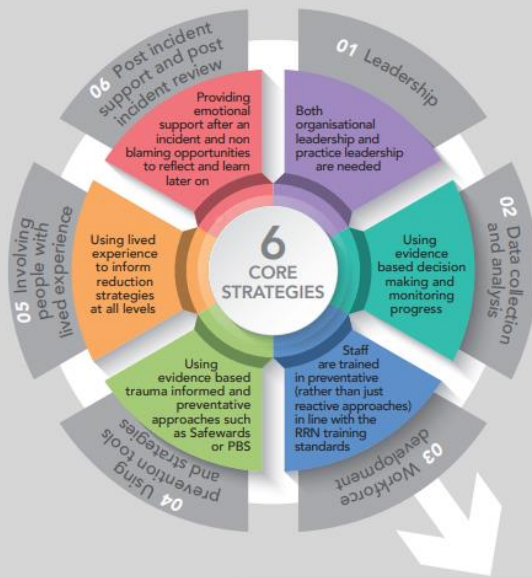 6
CORE
STRATEGIES
01 Leadership
Both
organisational
leadership and
practice leadership
are needed
02 Data collection
and analysis
Using
evidence
based decision
making and
monitoring
progress
03 Workforce
development
Staff
are trained
in preventative
(rather than just
reactive approaches)
in line with the
RRN training
standards
04 Using
prevention tools
and strategies
Using
evidence based
trauma informed and
preventative
approaches such
as Safewards
or PBS
05 Involving
people with
lived experience
Using lived
experience
to inform
reduction
strategies
at all levels
06 Post incident
support and post
incident review
Providing
emotional
support after an
incident and non
blaming opportunities
to reflect and learn
later on